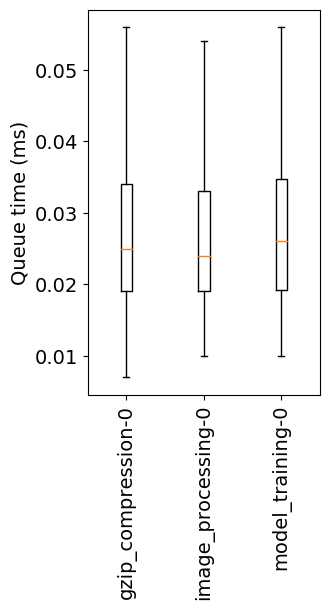 Queue time (ms)
0.05
0.04
0.03
0.02
0.01
gzip_compression-0
image_processing-0
model_training-0